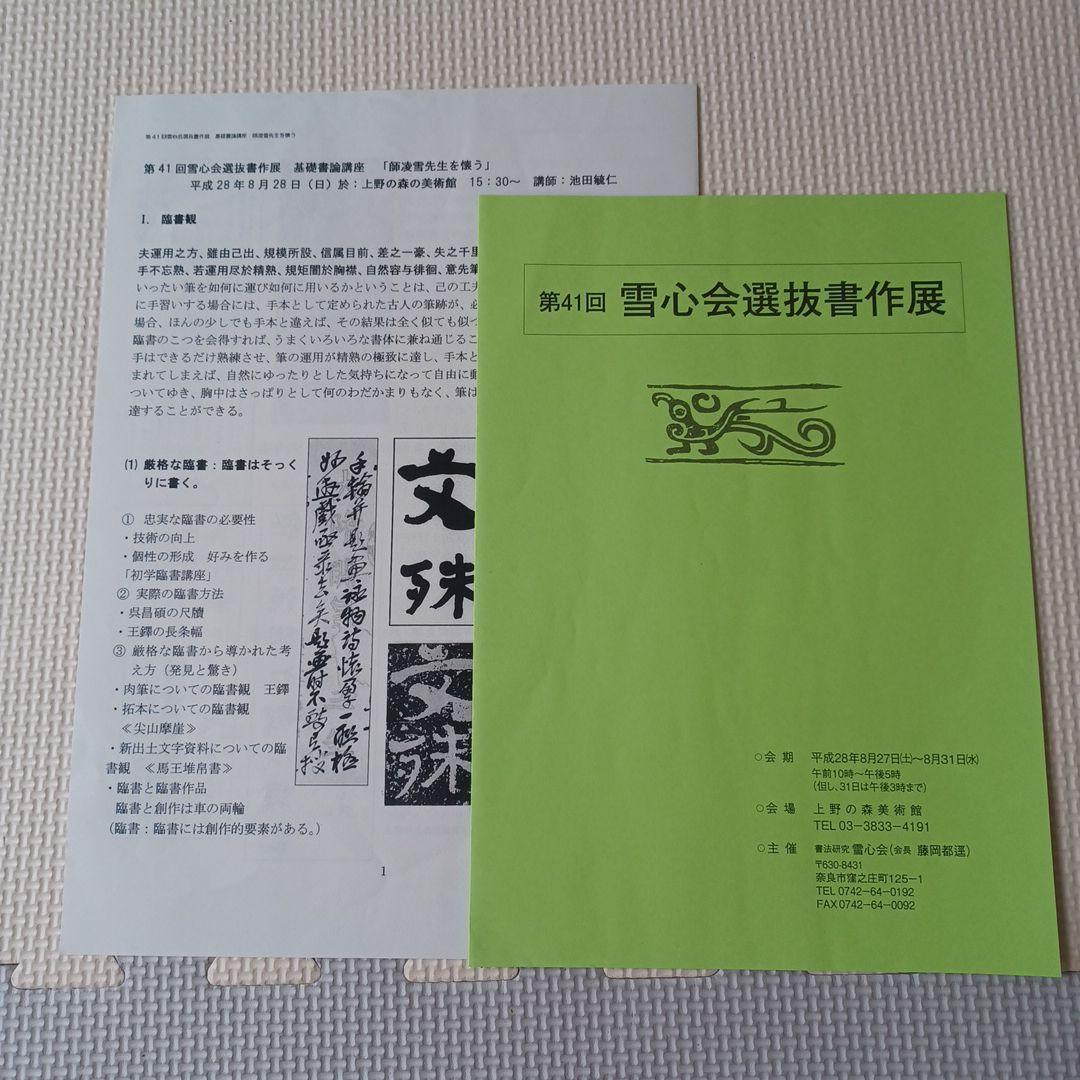 第41回雪心会選抜書作展 基礎書論講座 「師凌雪先生を懐う」
平成28年8月28日（日）於：上野の森の美術館 15：30～ 講師：池田毓仁
Ⅰ. 臨書観
夫運用之方、雖由己出、規模所設、信属目前、差之一豪、失之千里
手不忘熟、若運用尽於精熟、規矩闇於胸襟、自然容与徘徊、意先筆
いったい筆を如何に運び如何に用いるかということは、己の工夫
に手習いする場合には、手本として定められた古人の筆跡が、必
場合、ほんの少しでも手本と違えば、その結果は全く似ても似つ
臨書のこつを会得すれば、うまくいろいろな書体に兼ね通じるこ
手はできるだけ熟練させ、筆の運用が精熟の極致に達し、手本と
まれてしまえば、自然にゆったりとした気持ちになって自由に動
ついてゆき、胸中はさっぱりとして何のわだかまりもなく、筆は
達することができる。
(1) 厳格な臨書：臨書はそっく
りに書く。
① 忠実な臨書の必要性
・技術の向上
・個性の形成 好みを作る
「初学臨書講座」
② 実際の臨書方法
・呉昌碩の尺牘
・王鐸の長条幅
③ 厳格な臨書から導かれた考
え方（発見と驚き）
・肉筆についての臨書観 王鐸
・拓本についての臨書観
≪尖山摩崖≫
・新出土文字資料についての臨
書観 ≪馬王堆帛書≫
・臨書と臨書作品
臨書と創作は車の両輪
（臨書：臨書には創作的要素がある。）
文
殊
文
殊
1
第41回 雪心会選抜書作展
○会期 平成28年8月27日(土)～8月31日(水)
午前10時～午後5時
(但し、31日は午後3時まで)
○会場 上野の森美術館
TEL 03-3833-4191
○主催 書法研究 雪心会(会長 藤岡都逕)
〒630-8431
奈良市窪之庄町125-1
TEL 0742-64-0192
FAX 0742-64-0092